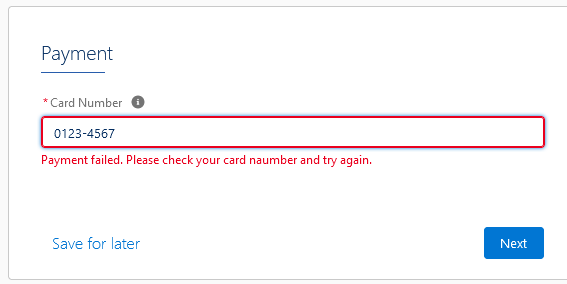 Payment
* Card Number
0123-4567
Payment failed. Please check your card naumber and try again.
Save for later
Next